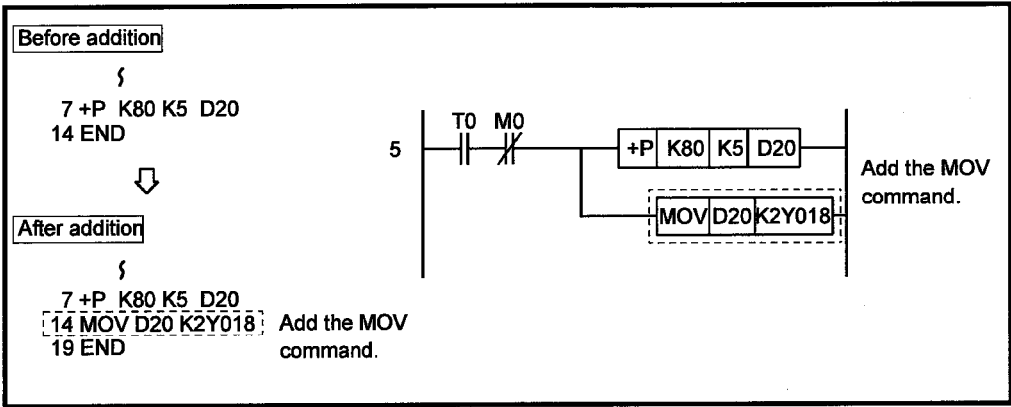 Before addition
7 +P K80 K5 D20
14 END
After addition
7 +P K80 K5 D20
14 MOV D20 K2Y018
19 END
Add the MOV
command.
T0 M0
5
+P K80 K5 D20
MOV D20 K2Y018
Add the MOV
command.